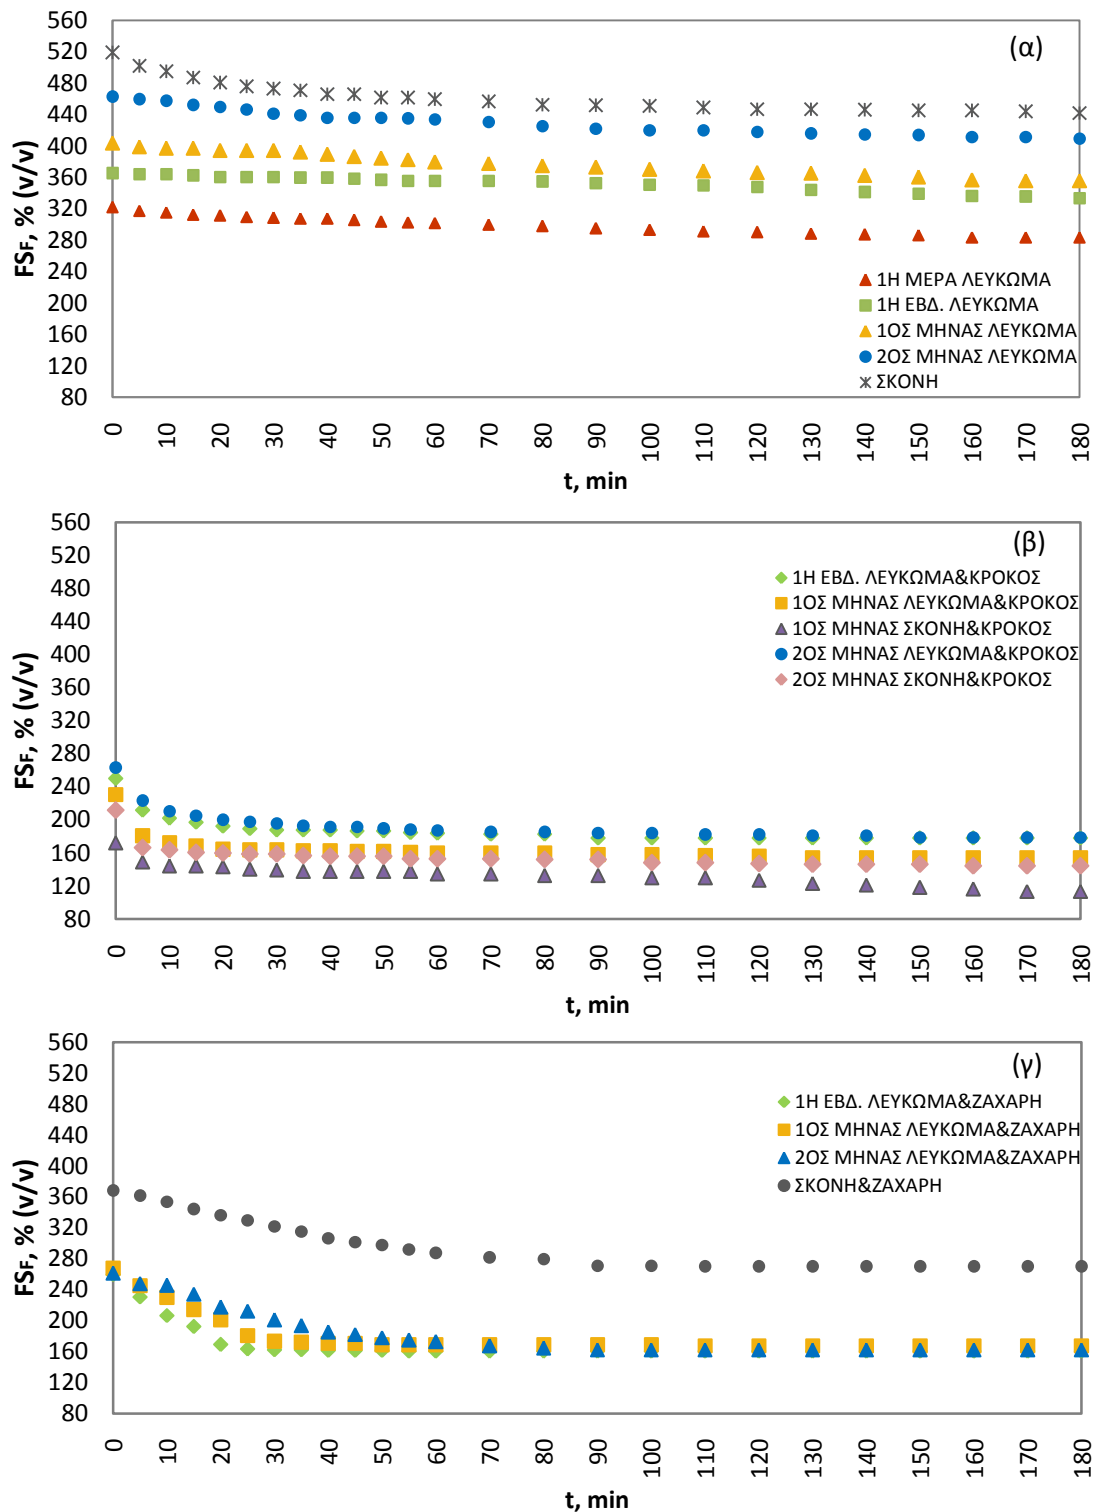 (α)
FSF, % (v/v)
560
520
480
440
400
360
320
280
240
200
160
120
80
1Η ΜΕΡΑ ΛΕΥΚΩΜΑ
1Η ΕΒΔ. ΛΕΥΚΩΜΑ
1ΟΣ ΜΗΝΑΣ ΛΕΥΚΩΜΑ
2ΟΣ ΜΗΝΑΣ ΛΕΥΚΩΜΑ
ΣΚΟΝΗ
0 10 20 30 40 50 60 70 80 90 100 110 120 130 140 150 160 170 180
t, min
(β)
FSF, % (v/v)
560
520
480
440
400
360
320
280
240
200
160
120
80
1Η ΕΒΔ. ΛΕΥΚΩΜΑ&ΚΡΟΚΟΣ
1ΟΣ ΜΗΝΑΣ ΛΕΥΚΩΜΑ&ΚΡΟΚΟΣ
1ΟΣ ΜΗΝΑΣ ΣΚΟΝΗ&ΚΡΟΚΟΣ
2ΟΣ ΜΗΝΑΣ ΛΕΥΚΩΜΑ&ΚΡΟΚΟΣ
2ΟΣ ΜΗΝΑΣ ΣΚΟΝΗ&ΚΡΟΚΟΣ
0 10 20 30 40 50 60 70 80 90 100 110 120 130 140 150 160 170 180
t, min
(γ)
FSF, % (v/v)
560
520
480
440
400
360
320
280
240
200
160
120
80
1Η ΕΒΔ. ΛΕΥΚΩΜΑ&ΖΑΧΑΡΗ
1ΟΣ ΜΗΝΑΣ ΛΕΥΚΩΜΑ&ΖΑΧΑΡΗ
2ΟΣ ΜΗΝΑΣ ΛΕΥΚΩΜΑ&ΖΑΧΑΡΗ
ΣΚΟΝΗ&ΖΑΧΑΡΗ
0 10 20 30 40 50 60 70 80 90 100 110 120 130 140 150 160 170 180
t, min